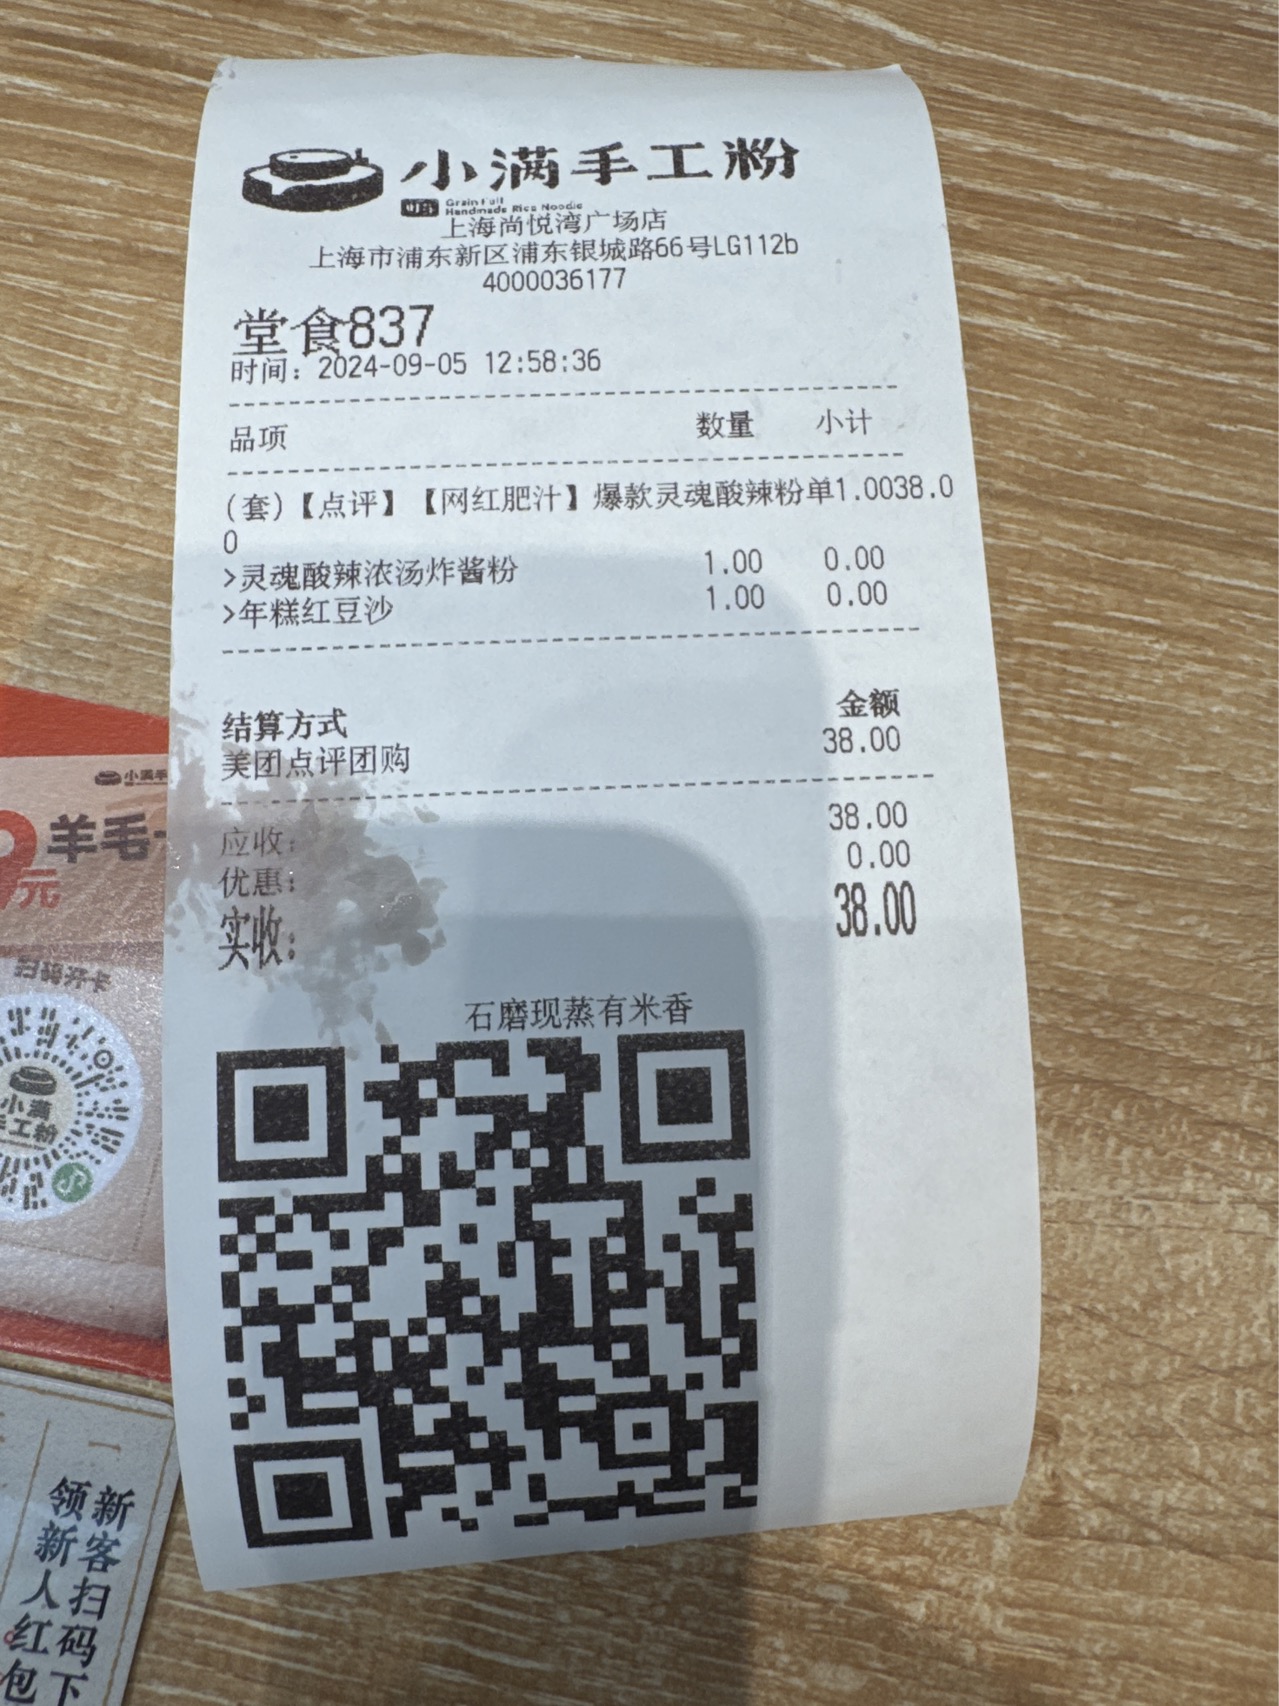 小满手工粉
Grain Full
Handmade Rice Noodle
上海尚悦湾广场店
上海市浦东新区浦东银城路66号LG112b
4000036177
堂食837
时间：2024-09-05 12:58:36
品项 数量 小计
(套)【点评】【网红肥汁】爆款灵魂酸辣粉单1.0038.0
0
>灵魂酸辣浓汤炸酱粉 1.00 0.00
>年糕红豆沙 1.00 0.00
结算方式 金额
美团点评团购 38.00
应收: 38.00
优惠: 0.00
实收: 38.00
石磨现蒸有米香
小满手
羊毛
元
扫码开卡
小满
手工粉
新客扫码下
领新人红包